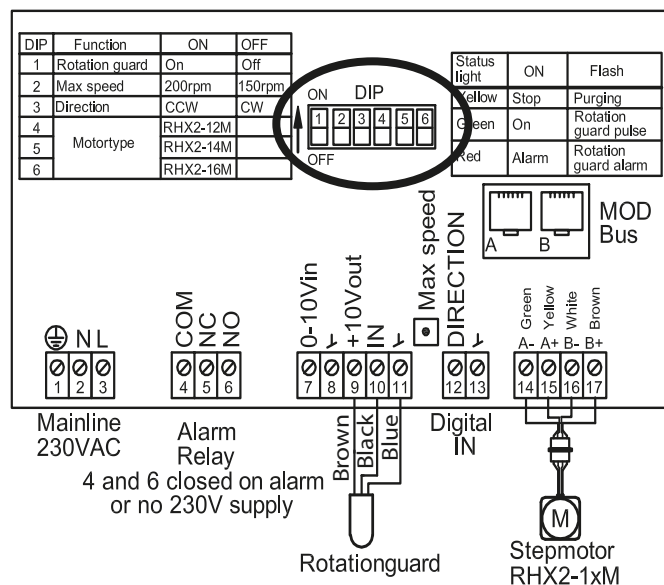 DIP Function ON OFF
1 Rotation guard On Off
2 Max speed 200rpm 150rpm
3 Direction CCW CW
4 RHX2-12M
5 Motortype RHX2-14M
6 RHX2-16M
ON DIP
1 2 3 4 5 6
OFF
Status light ON Flash
Yellow Stop Purging
Green On Rotation guard pulse
Red Alarm Rotation guard alarm
MOD
Bus
A B
N L
COM
NC
NO
0-10Vin
+10Vout
IN
Max speed
DIRECTION
Green
Yellow
White
Brown
A- A+ B- B+
1 2 3
4 5 6
7 8 9 10 11
12 13
14 15 16 17
Mainline
230VAC
Alarm
Relay
4 and 6 closed on alarm
or no 230V supply
Brown
Black
Blue
Digital
IN
Rotationguard
M
Stepmotor
RHX2-1xM